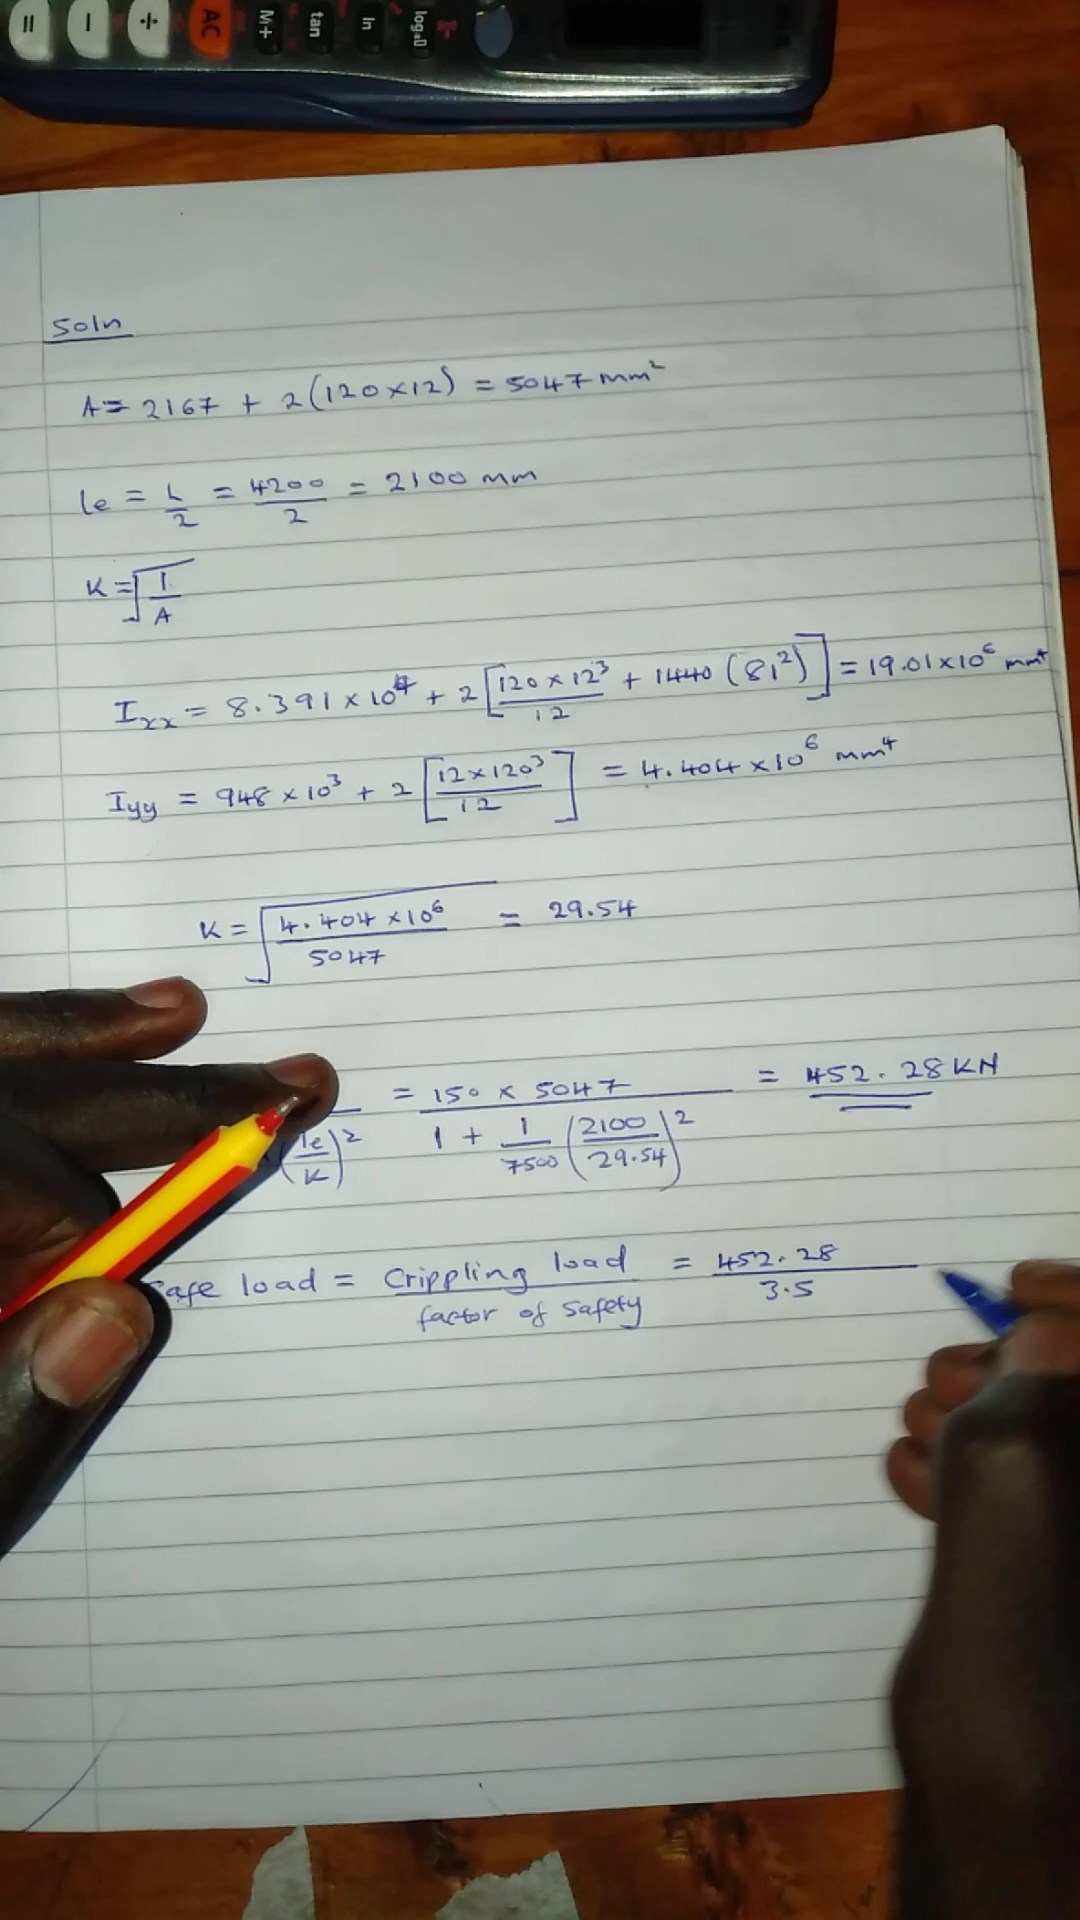 = − ÷ AC M+ tan ln log
Soln
A = 2167 + 2(120×12) = 5047 mm²
le = L/2 = 4200/2 = 2100 mm
K = √(I/A)
Ixx = 8.391 × 10⁴ + 2[120 × 12³/12 + 1440 (81²)] = 19.01×10⁶ mm⁴
Iyy = 948 × 10³ + 2[12×120³/12] = 4.404 × 10⁶ mm⁴
K = √(4.404 × 10⁶/5047) = 29.54
(le/K)² = 150 × 5047/(1 + 1/7500 (2100/29.54)²) = 452.28 KN
Safe load = Crippling load/factor of Safety = 452.28/3.5